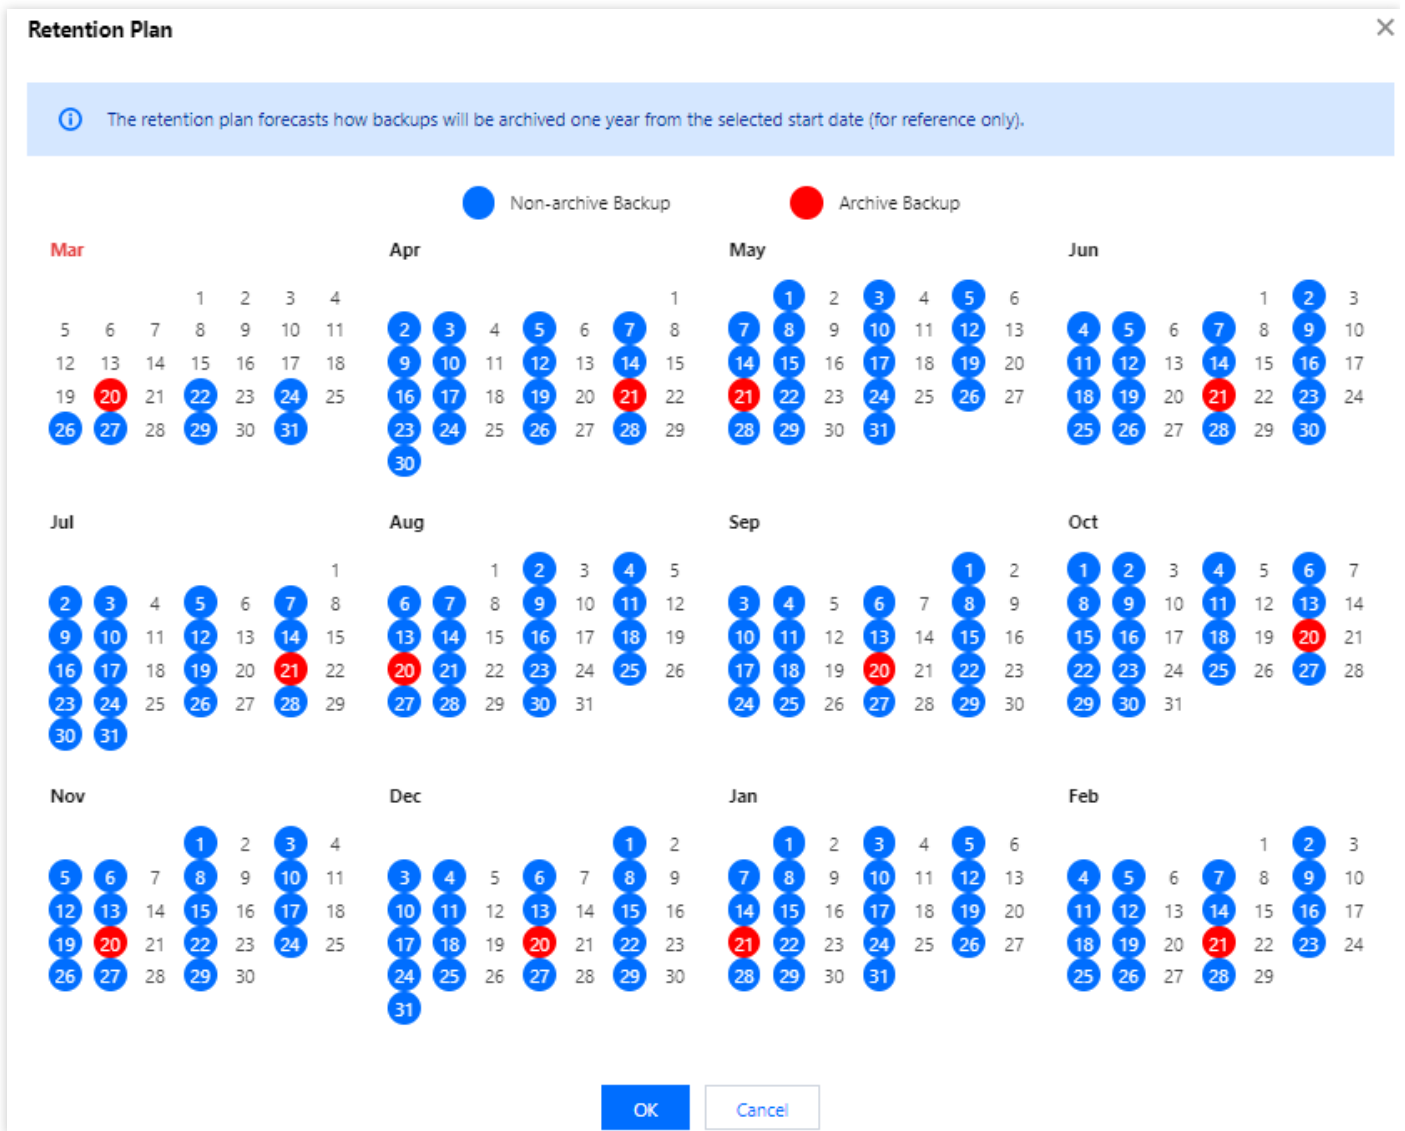 Retention Plan
The retention plan forecasts how backups will be archived one year from the selected start date (for reference only).
Non-archive Backup Archive Backup
Mar Apr May Jun
1 2 3 4 1 1 2 3 4 5 6 1 2 3
5 6 7 8 9 10 11 2 3 4 5 6 7 8 7 8 9 10 11 12 13 4 5 6 7 8 9 10
12 13 14 15 16 17 18 9 10 11 12 13 14 15 14 15 16 17 18 19 20 11 12 13 14 15 16 17
19 20 21 22 23 24 25 16 17 18 19 20 21 22 21 22 23 24 25 26 27 18 19 20 21 22 23 24
26 27 28 29 30 31 23 24 25 26 27 28 29 28 29 30 31 25 26 27 28 29 30
30
Jul Aug Sep Oct
1 1 2 3 4 5 1 2 1 2 3 4 5 6 7
2 3 4 5 6 7 8 6 7 8 9 10 11 12 3 4 5 6 7 8 9 8 9 10 11 12 13 14
9 10 11 12 13 14 15 13 14 15 16 17 18 19 10 11 12 13 14 15 16 15 16 17 18 19 20 21
16 17 18 19 20 21 22 20 21 22 23 24 25 26 17 18 19 20 21 22 23 22 23 24 25 26 27 28
23 24 25 26 27 28 29 27 28 29 30 31 24 25 26 27 28 29 30 29 30 31
30 31
Nov Dec Jan Feb
1 2 3 4 1 2 1 2 3 4 5 6 1 2 3
5 6 7 8 9 10 11 3 4 5 6 7 8 9 7 8 9 10 11 12 13 4 5 6 7 8 9 10
12 13 14 15 16 17 18 10 11 12 13 14 15 16 14 15 16 17 18 19 20 11 12 13 14 15 16 17
19 20 21 22 23 24 25 17 18 19 20 21 22 23 21 22 23 24 25 26 27 18 19 20 21 22 23 24
26 27 28 29 30 24 25 26 27 28 29 30 28 29 30 31 25 26 27 28 29
31
OK Cancel